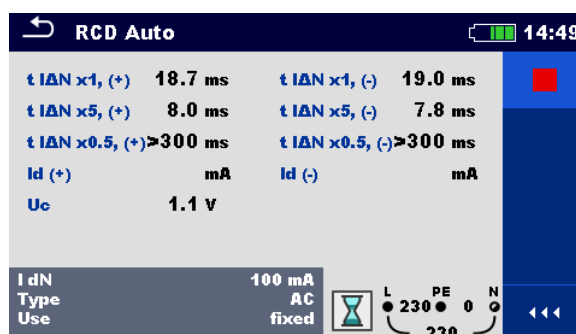 RCD Auto 14:49
t IΔN x1, (+) 18.7 ms t IΔN x1, (-) 19.0 ms
t IΔN x5, (+) 8.0 ms t IΔN x5, (-) 7.8 ms
t IΔN x0.5, (+) >300 ms t IΔN x0.5, (-) >300 ms
Id (+) mA Id (-) mA
Uc 1.1 V
I dN 100 mA
Type AC
Use fixed
L PE N
230 0
230